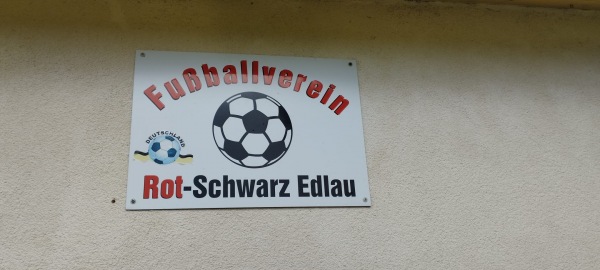 Fußballverein
DEUTSCHLAND
Rot-Schwarz Edlau